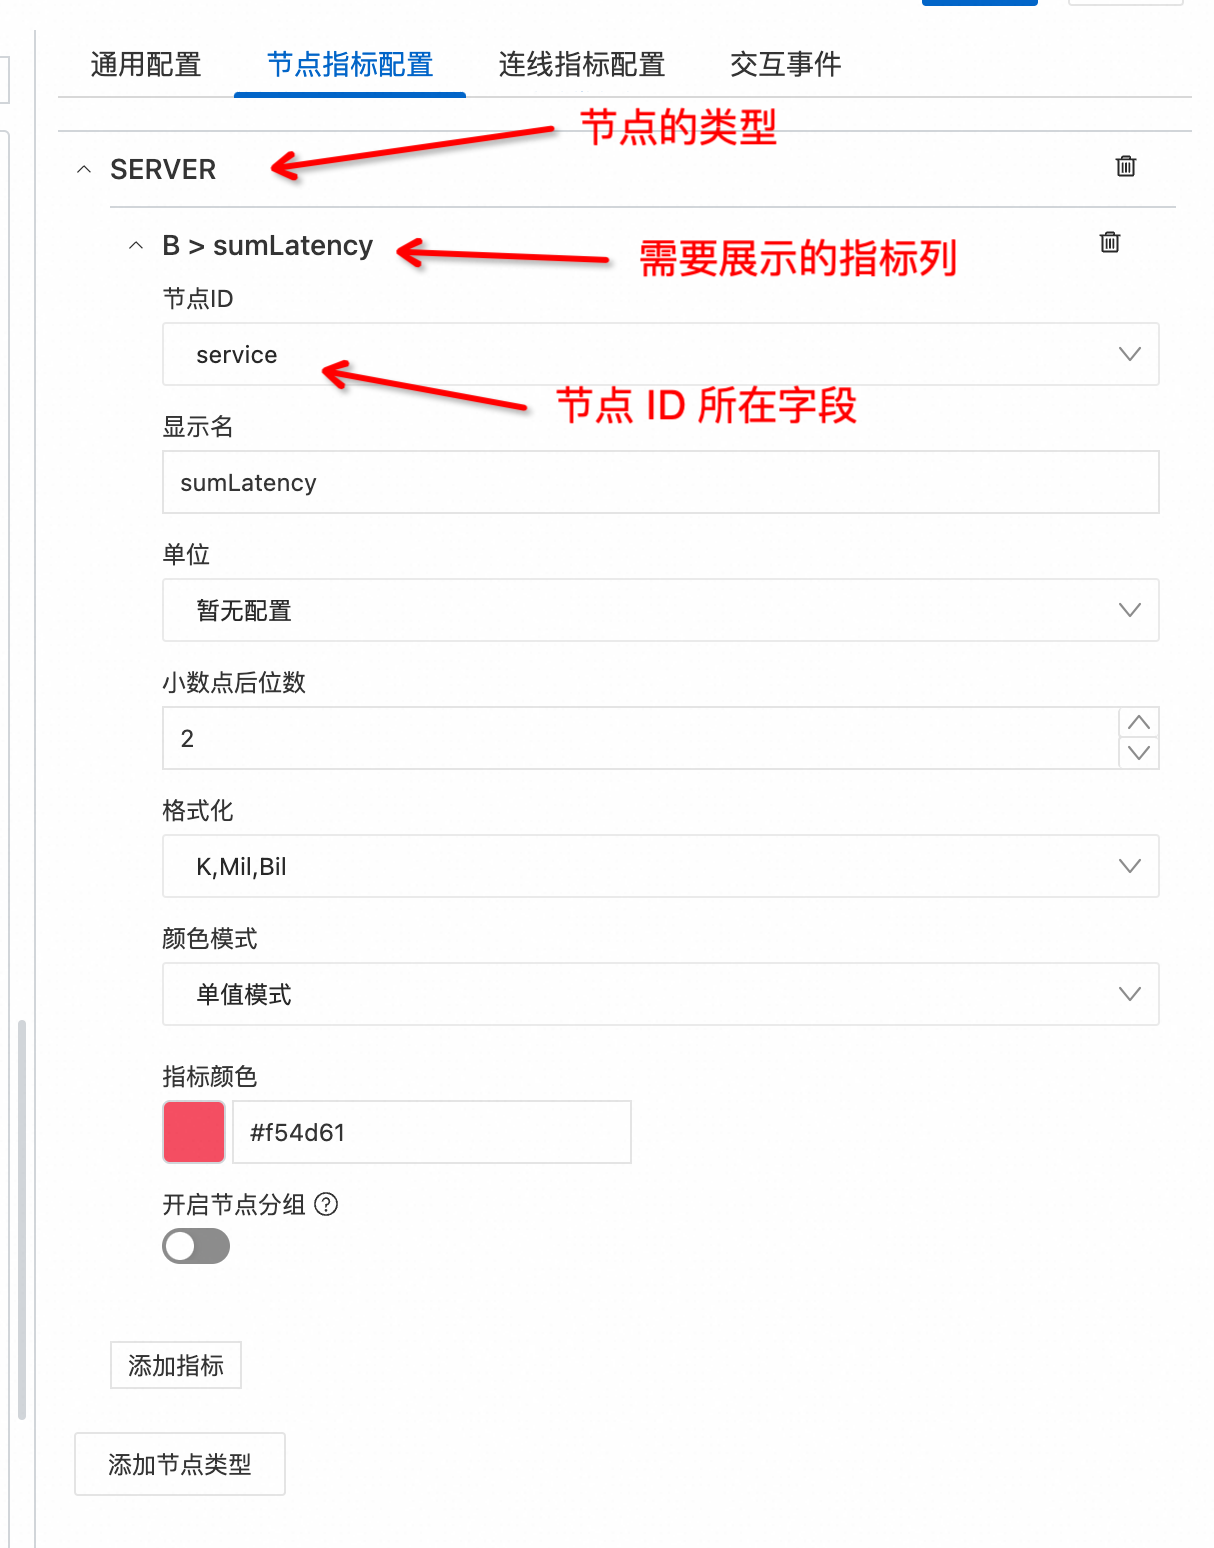 通用配置 节点指标配置 连线指标配置 交互事件
节点的类型
SERVER
B > sumLatency
需要展示的指标列
节点ID
service
节点 ID 所在字段
显示名
sumLatency
单位
暂无配置
小数点后位数
2
格式化
K,Mil,Bil
颜色模式
单值模式
指标颜色
#f54d61
开启节点分组 ?
添加指标
添加节点类型